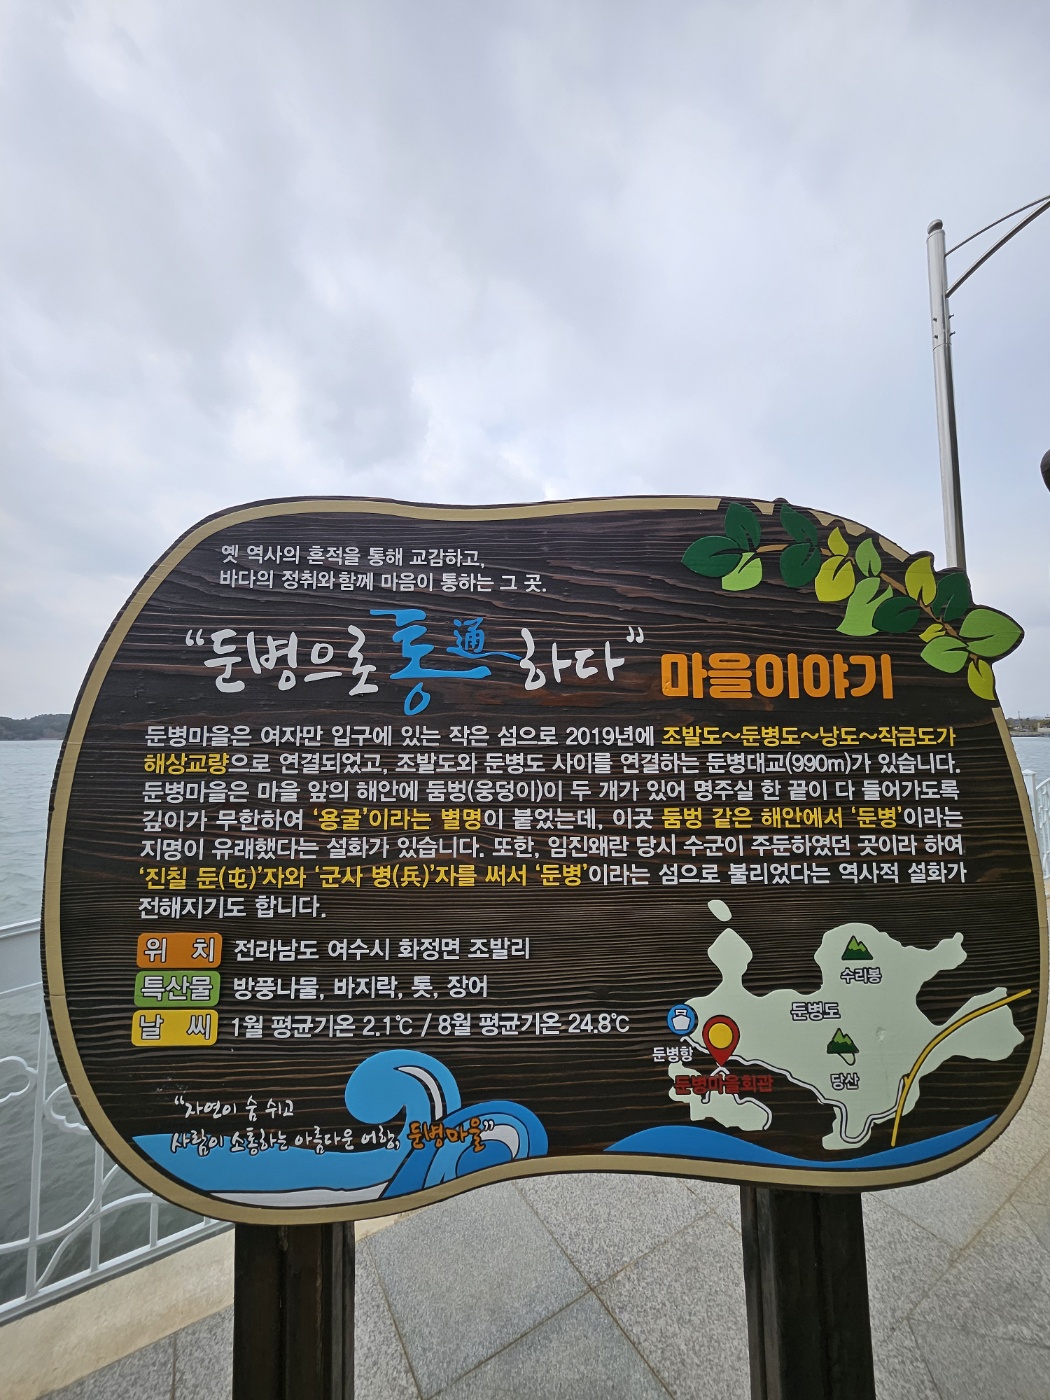 옛 역사의 흔적을 통해 교감하고,
바다의 정취와 함께 마음이 통하는 그 곳.
“둔병으로 통通하다” 마을이야기
둔병마을은 여자만 입구에 있는 작은 섬으로 2019년에 조발도~둔병도~낭도~적금도가
해상교량으로 연결되었고, 조발도와 둔병도 사이를 연결하는 둔병대교(990m)가 있습니다.
둔병마을은 마을 앞의 해안에 둠벙(웅덩이)이 두 개가 있어 명주실 한 끝이 다 들어가도록
깊이가 무한하여 ‘용굴’이라는 별명이 붙었는데, 이곳 둠벙 같은 해안에서 ‘둔병’이라는
지명이 유래했다는 설화가 있습니다. 또한, 임진왜란 당시 수군이 주둔하였던 곳이라 하여
‘진칠 둔(屯)’자와 ‘군사 병(兵)’자를 써서 ‘둔병’이라는 섬으로 불리었다는 역사적 설화가
전해지기도 합니다.
위 치 전라남도 여수시 화정면 조발리
특산물 방풍나물, 바지락, 톳, 장어
날 씨 1월 평균기온 2.1℃ / 8월 평균기온 24.8℃
수리봉
둔병도
둔병항
당산
둔병마을회관
“자연이 숨 쉬고
사람이 소통하는 아름다운 어촌, 둔병마을”